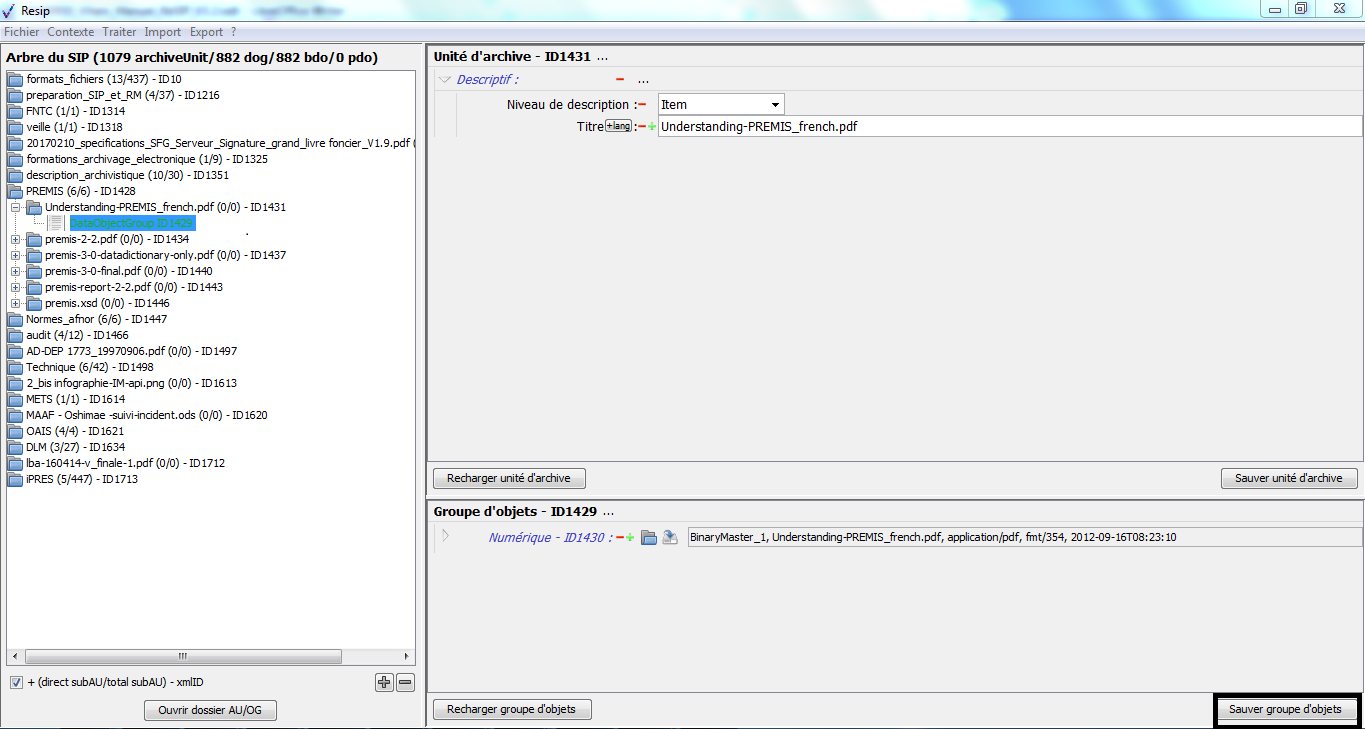 Resip
Fichier Contexte Traiter Import Export ?
Arbre du SIP (1079 archiveUnit/882 dog/882 bdo/0 pdo)
formats_fichiers (13/437) - ID10
preparation_SIP_et_RM (4/37) - ID1216
FNTC (1/1) - ID1314
veille (1/1) - ID1318
20170210_specifications_SFG_Serveur_Signature_grand_livre foncier_V1.9.pdf (
formations_archivage_electronique (1/9) - ID1325
description_archivistique (10/30) - ID1351
PREMIS (6/6) - ID1428
Understanding-PREMIS_french.pdf (0/0) - ID1431
DataObjectGroup ID1429
premis-2-2.pdf (0/0) - ID1434
premis-3-0-datadictionary-only.pdf (0/0) - ID1437
premis-3-0-final.pdf (0/0) - ID1440
premis-report-2-2.pdf (0/0) - ID1443
premis.xsd (0/0) - ID1446
Normes_afnor (6/6) - ID1447
audit (4/12) - ID1466
AD-DEP 1773_19970906.pdf (0/0) - ID1497
Technique (6/42) - ID1498
2_bis infographie-IM-api.png (0/0) - ID1613
METS (1/1) - ID1614
MAAF - Oshimae -suivi-incident.ods (0/0) - ID1620
OAIS (4/4) - ID1621
DLM (3/27) - ID1634
lba-160414-v_finale-1.pdf (0/0) - ID1712
iPRES (5/447) - ID1713
+ (direct subAU/total subAU) - xmlID
Ouvrir dossier AU/OG
Unité d'archive - ID1431 ...
Descriptif : ...
Niveau de description : Item
Titre +lang : Understanding-PREMIS_french.pdf
Recharger unité d'archive
Sauver unité d'archive
Groupe d'objets - ID1429 ...
Numérique - ID1430 : BinaryMaster_1, Understanding-PREMIS_french.pdf, application/pdf, fmt/354, 2012-09-16T08:23:10
Recharger groupe d'objets
Sauver groupe d'objets